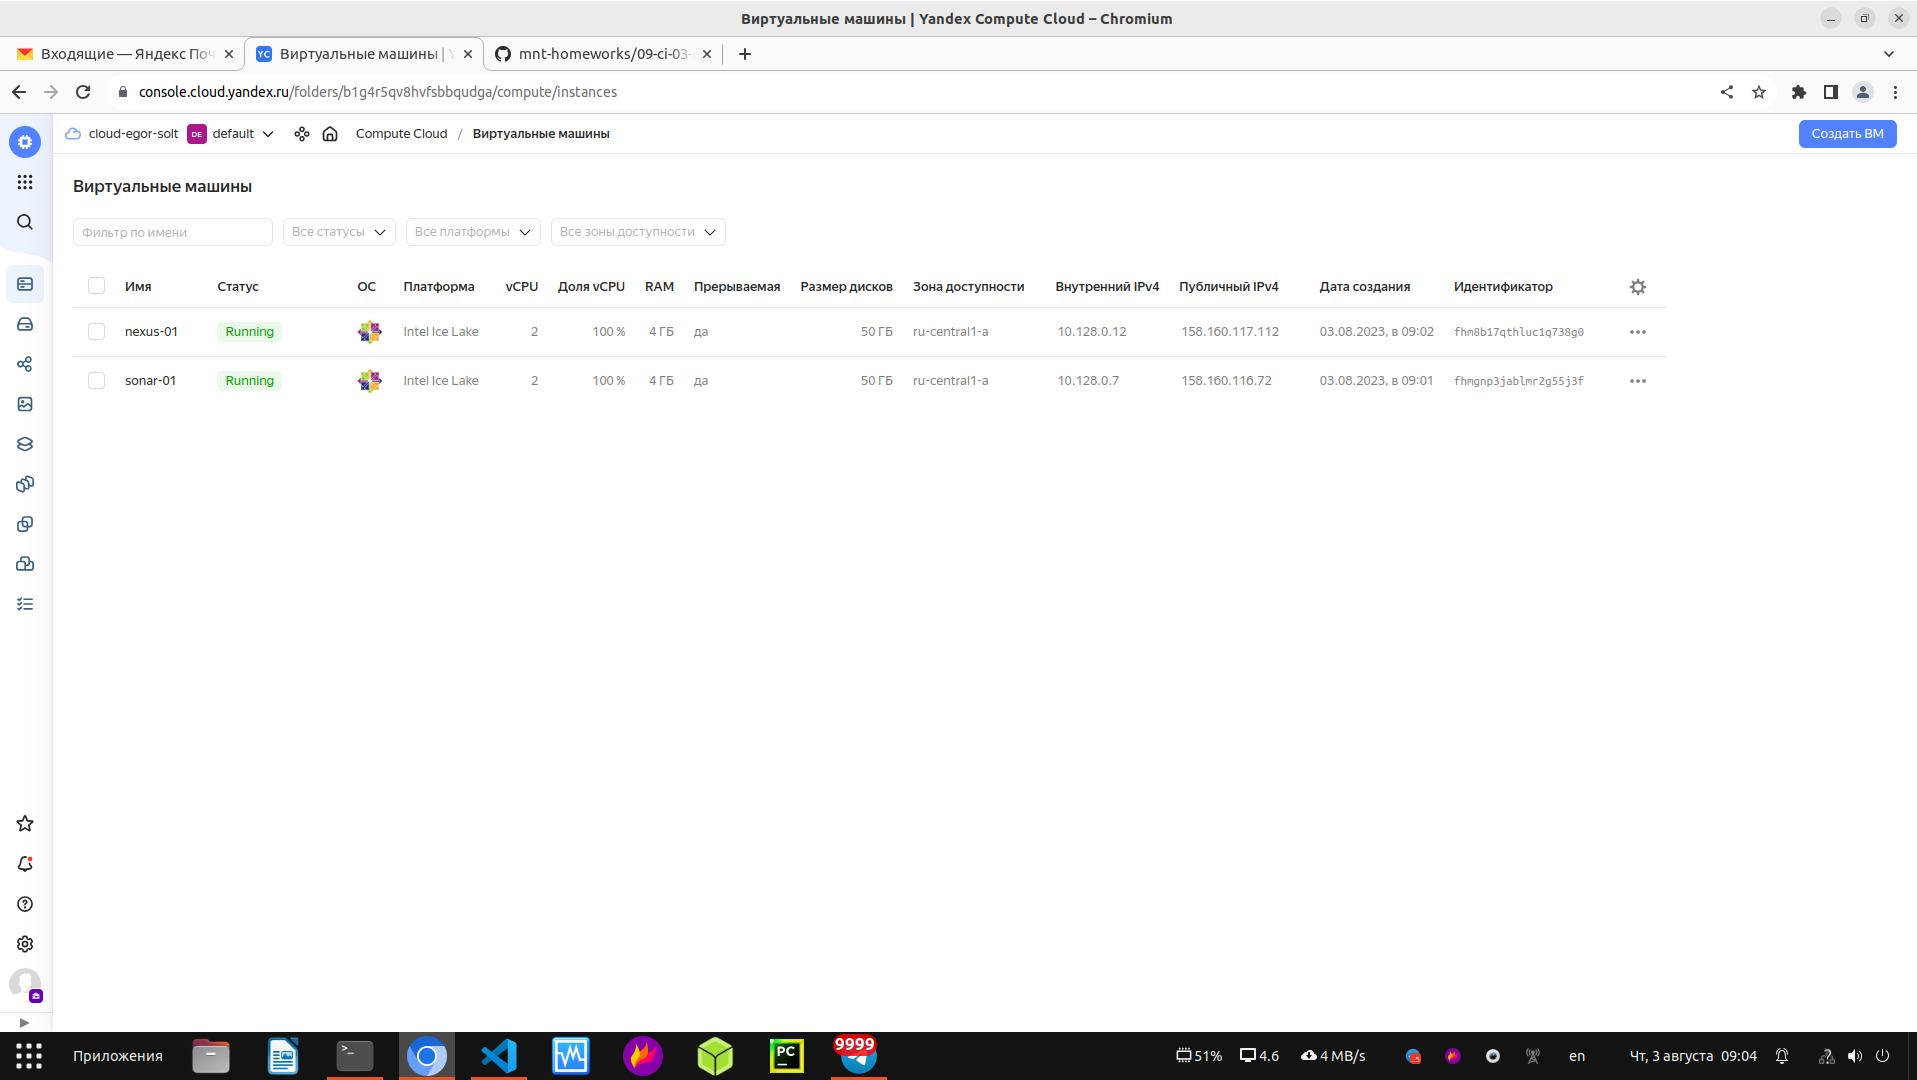 Виртуальные машины | Yandex Compute Cloud – Chromium
Входящие — Яндекс Поч
Виртуальные машины |
mnt-homeworks/09-ci-03-
console.cloud.yandex.ru/folders/b1g4r5qv8hvfsbbqudga/compute/instances
cloud-egor-solt DE default Compute Cloud / Виртуальные машины Создать ВМ
Виртуальные машины
Фильтр по имени Все статусы Все платформы Все зоны доступности
Имя Статус ОС Платформа vCPU Доля vCPU RAM Прерываемая Размер дисков Зона доступности Внутренний IPv4 Публичный IPv4 Дата создания Идентификатор
nexus-01 Running Intel Ice Lake 2 100 % 4 ГБ да 50 ГБ ru-central1-a 10.128.0.12 158.160.117.112 03.08.2023, в 09:02 fhm8b17qthluc1q738g0
sonar-01 Running Intel Ice Lake 2 100 % 4 ГБ да 50 ГБ ru-central1-a 10.128.0.7 158.160.116.72 03.08.2023, в 09:01 fhmgnp3jablmr2g55j3f
Приложения PC 9999 51% 4.6 4 MB/s en Чт, 3 августа 09:04